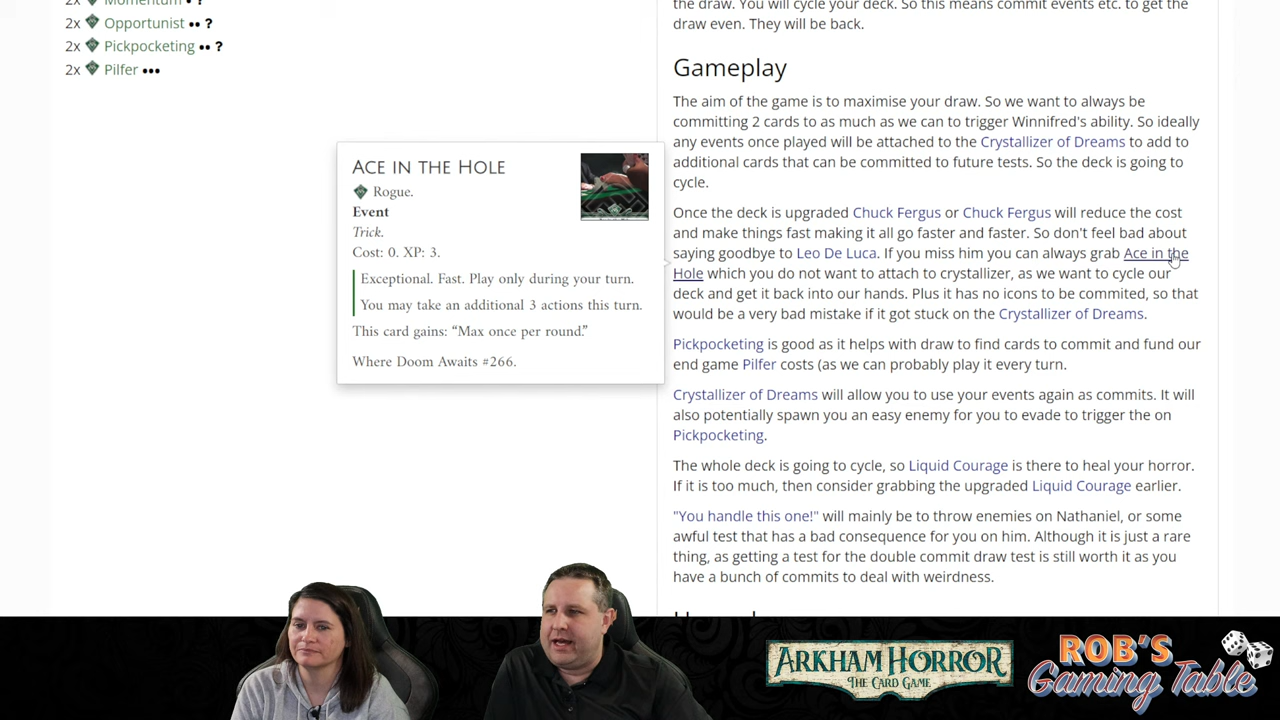 2x Momentum • ?
2x Opportunist •• ?
2x Pickpocketing •• ?
2x Pilfer •••
ACE IN THE HOLE
Rogue.
Event
Trick.
Cost: 0. XP: 3.
Exceptional. Fast. Play only during your turn.
You may take an additional 3 actions this turn.
This card gains: “Max once per round.”
Where Doom Awaits #266.
the draw. You will cycle your deck. So this means commit events etc. to get the
draw even. They will be back.
Gameplay
The aim of the game is to maximise your draw. So we want to always be
committing 2 cards to as much as we can to trigger Winnifred's ability. So ideally
any events once played will be attached to the Crystallizer of Dreams to add to
additional cards that can be committed to future tests. So the deck is going to
cycle.
Once the deck is upgraded Chuck Fergus or Chuck Fergus will reduce the cost
and make things fast making it all go faster and faster. So don't feel bad about
saying goodbye to Leo De Luca. If you miss him you can always grab Ace in the
Hole which you do not want to attach to crystallizer, as we want to cycle our
deck and get it back into our hands. Plus it has no icons to be commited, so that
would be a very bad mistake if it got stuck on the Crystallizer of Dreams.
Pickpocketing is good as it helps with draw to find cards to commit and fund our
end game Pilfer costs (as we can probably play it every turn.
Crystallizer of Dreams will allow you to use your events again as commits. It will
also potentially spawn you an easy enemy for you to evade to trigger the on
Pickpocketing.
The whole deck is going to cycle, so Liquid Courage is there to heal your horror.
If it is too much, then consider grabbing the upgraded Liquid Courage earlier.
"You handle this one!" will mainly be to throw enemies on Nathaniel, or some
awful test that has a bad consequence for you on him. Although it is just a rare
thing, as getting a test for the double commit draw test is still worth it as you
have a bunch of commits to deal with weirdness.
ARKHAM HORROR
THE CARD GAME
ROB'S
Gaming Table